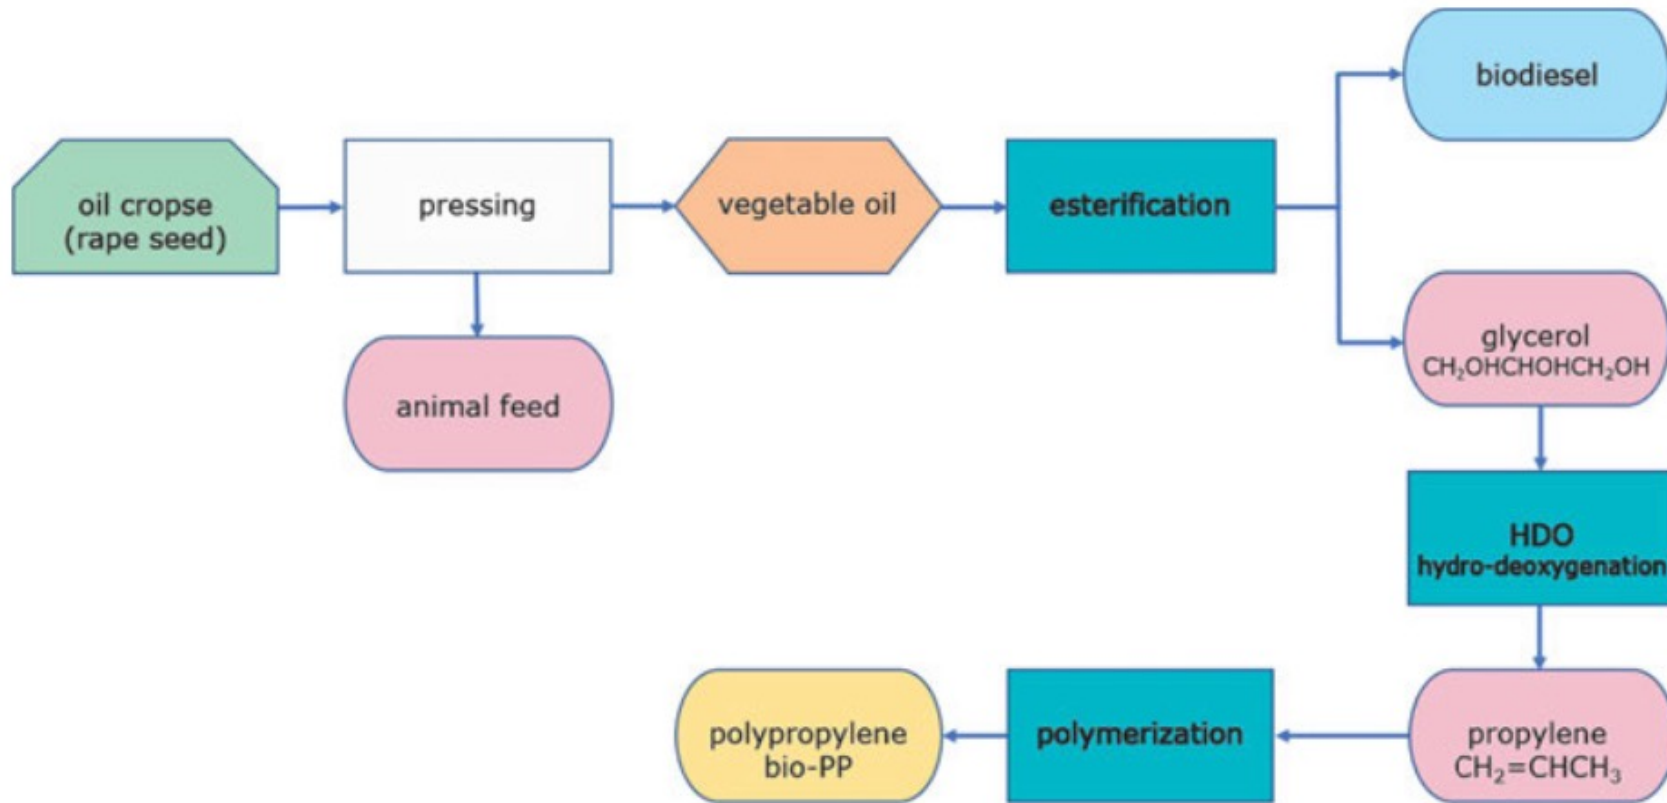 oil cropse
(rape seed)
pressing
vegetable oil
esterification
biodiesel
animal feed
glycerol
CH₂OHCHOHCH₂OH
HDO
hydro-deoxygenation
propylene
CH₂=CHCH₃
polymerization
polypropylene
bio-PP